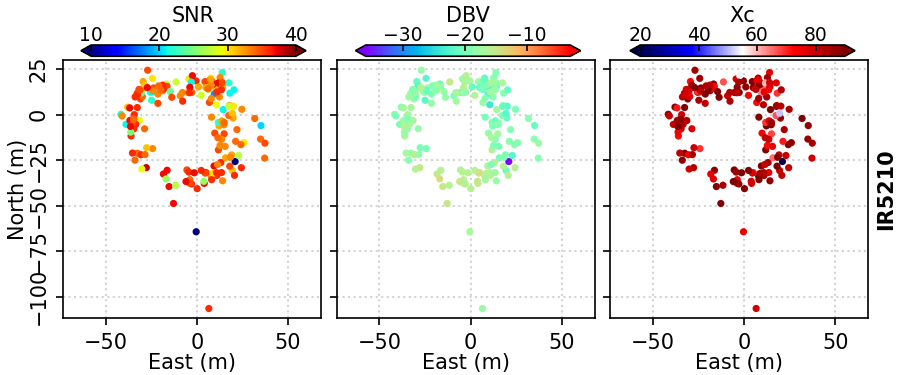 SNR DBV Xc
10 20 30 40 −30 −20 −10 20 40 60 80
25
0
−25
−50
−75
−100
North (m)
IR5210
−50 0 50 −50 0 50 −50 0 50
East (m) East (m) East (m)